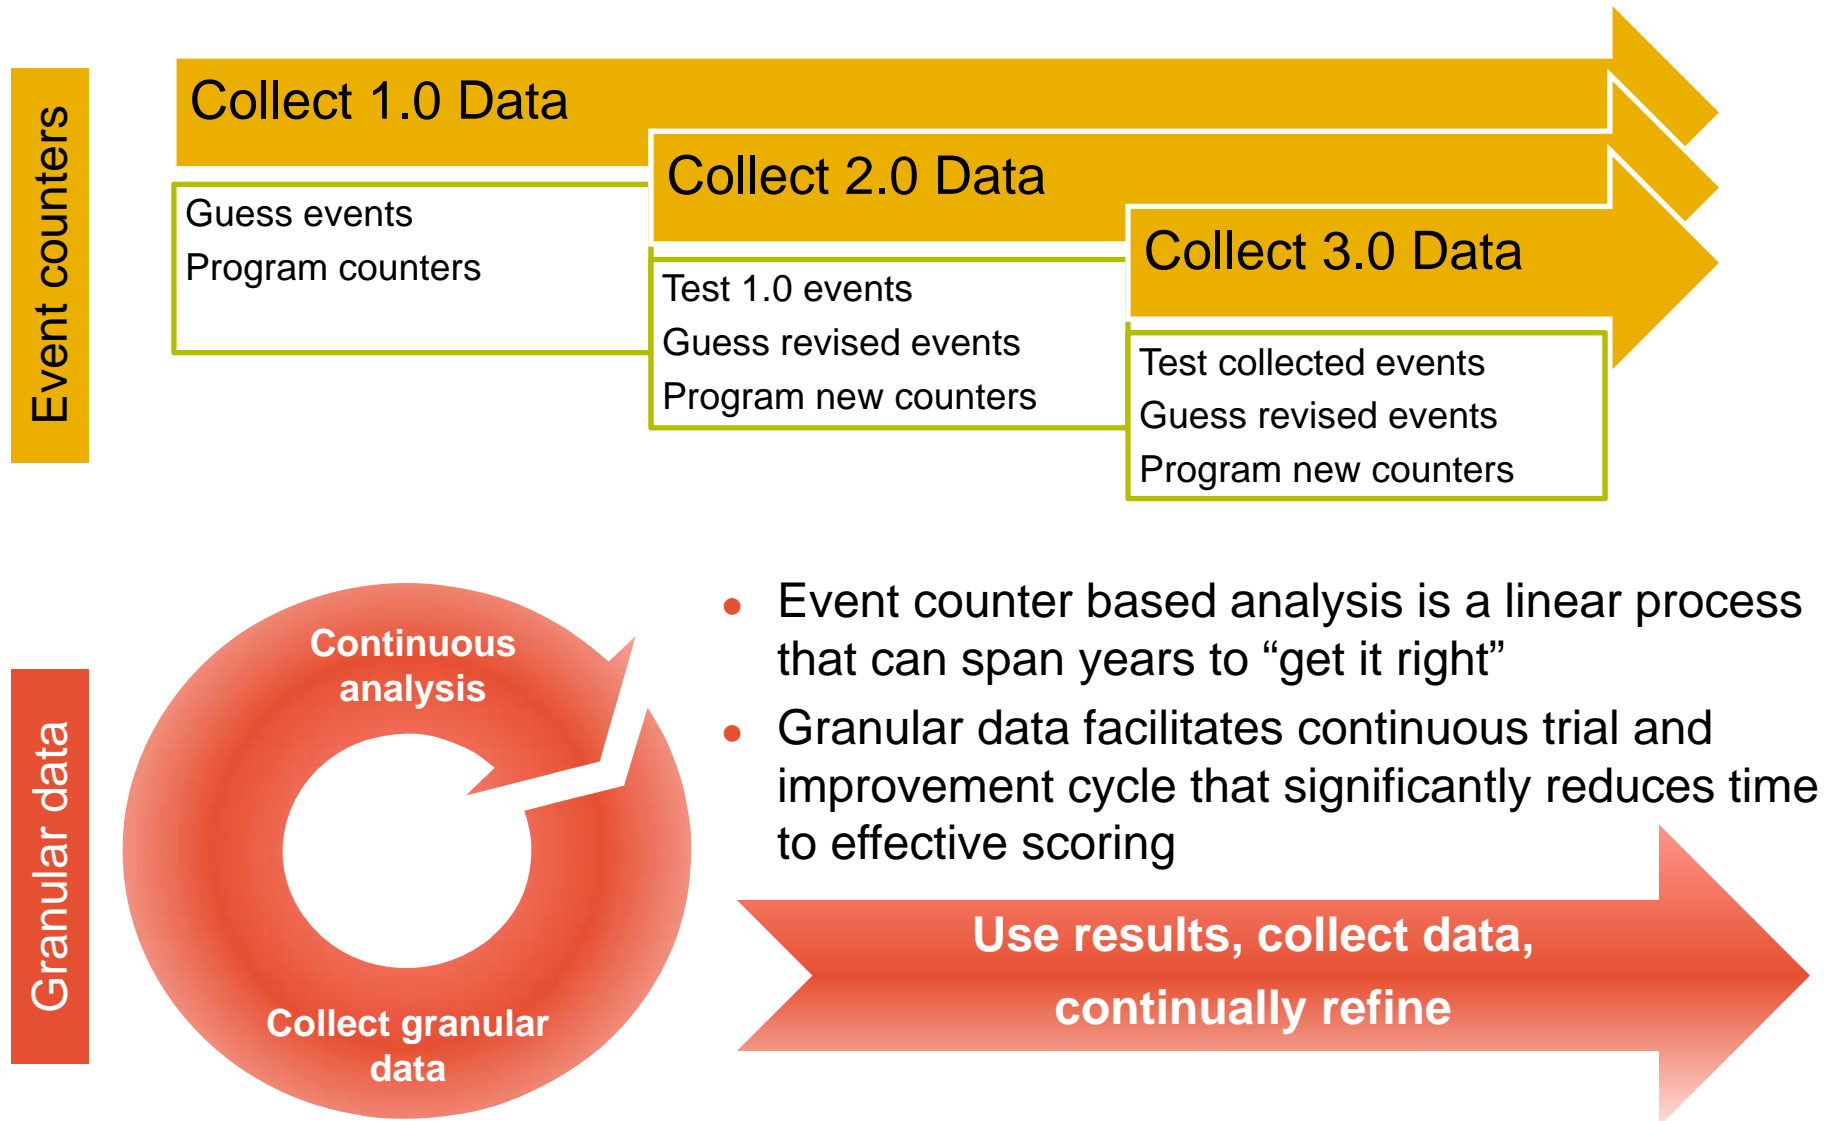 Event counters
Collect 1.0 Data
Guess events
Program counters
Collect 2.0 Data
Test 1.0 events
Guess revised events
Program new counters
Collect 3.0 Data
Test collected events
Guess revised events
Program new counters
Granular data
Continuous
analysis
Collect granular
data
• Event counter based analysis is a linear process
that can span years to “get it right”
• Granular data facilitates continuous trial and
improvement cycle that significantly reduces time
to effective scoring
Use results, collect data,
continually refine